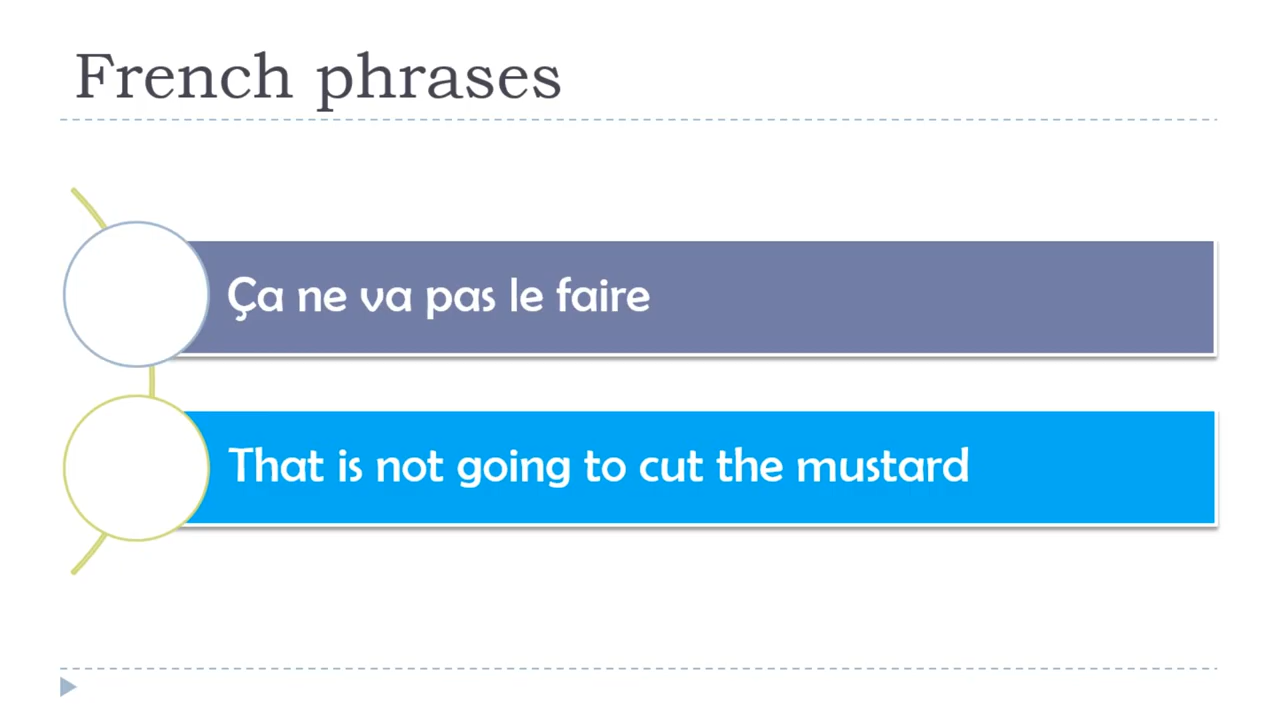 French phrases
Ça ne va pas le faire
That is not going to cut the mustard